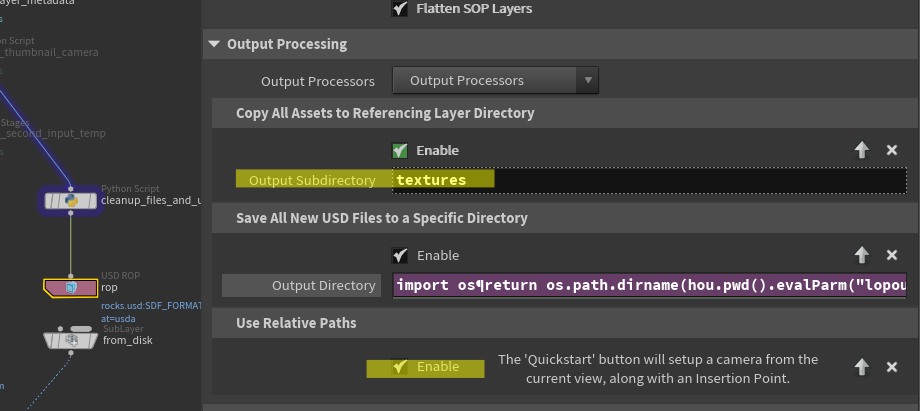 ayer_metadata
Flatten SOP Layers
Output Processing
on Script
_thumbnail_camera
Output Processors Output Processors
Copy All Assets to Referencing Layer Directory
Stages
_second_input_temp
Enable
Output Subdirectory textures
Python Script
cleanup_files_and_u
Save All New USD Files to a Specific Directory
Enable
USD ROP
rop
Output Directory import os¶return os.path.dirname(hou.pwd().evalParm("lopou
rocks.usd:SDF_FORMAT
at=usda
Use Relative Paths
SubLayer
from_disk
Enable
The 'Quickstart' button will setup a camera from the
current view, along with an Insertion Point.